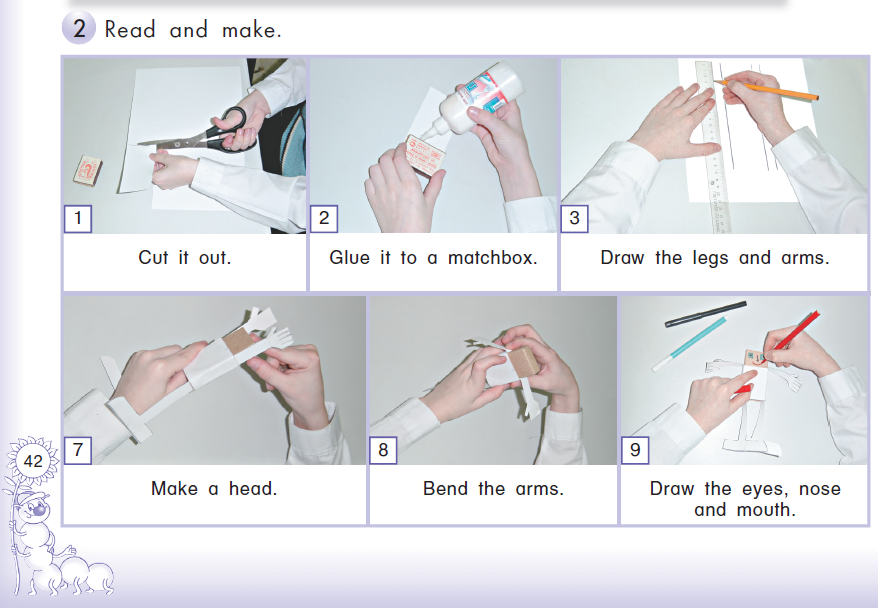 2 Read and make.
1
Cut it out.
2
Glue it to a matchbox.
3
Draw the legs and arms.
7
Make a head.
8
Bend the arms.
9
Draw the eyes, nose
and mouth.
42